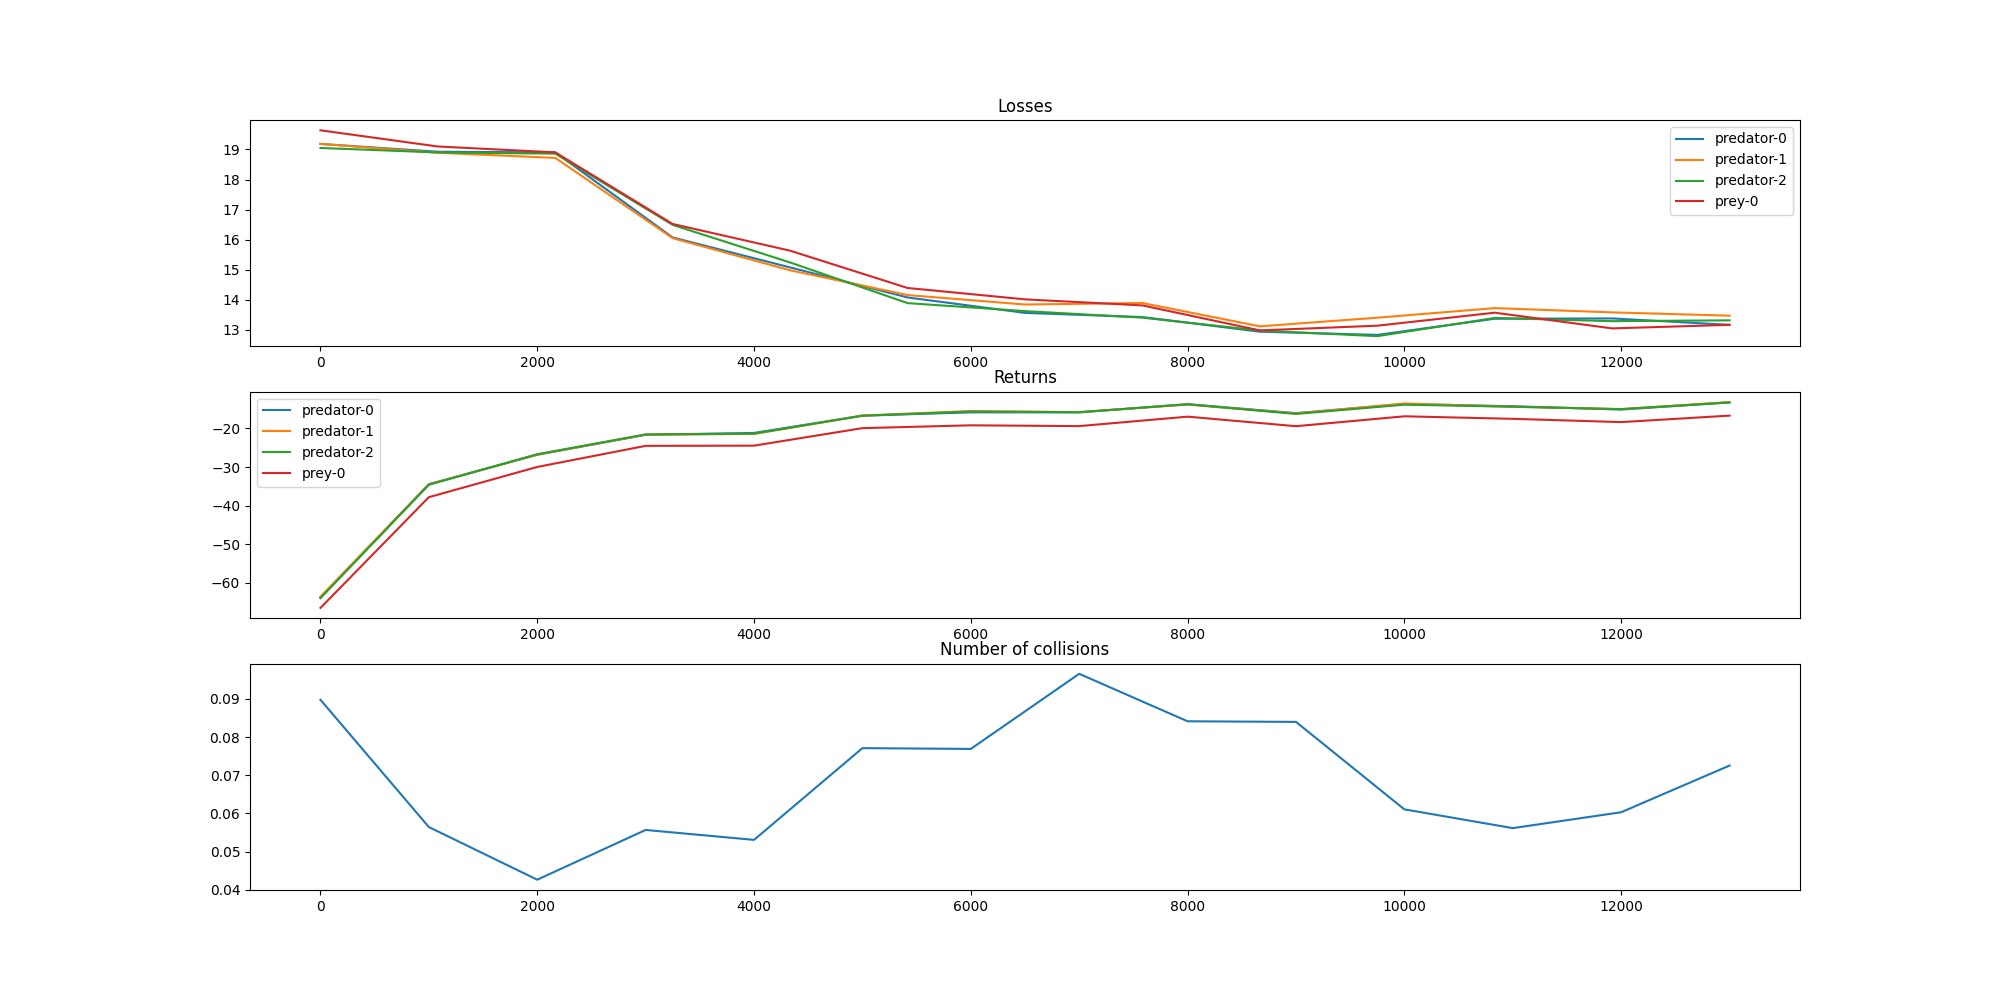 Losses
19
18
17
16
15
14
13
predator-0
predator-1
predator-2
prey-0
0 2000 4000 6000 8000 10000 12000
Returns
−20
−30
−40
−50
−60
predator-0
predator-1
predator-2
prey-0
0 2000 4000 6000 8000 10000 12000
Number of collisions
0.09
0.08
0.07
0.06
0.05
0.04
0 2000 4000 6000 8000 10000 12000